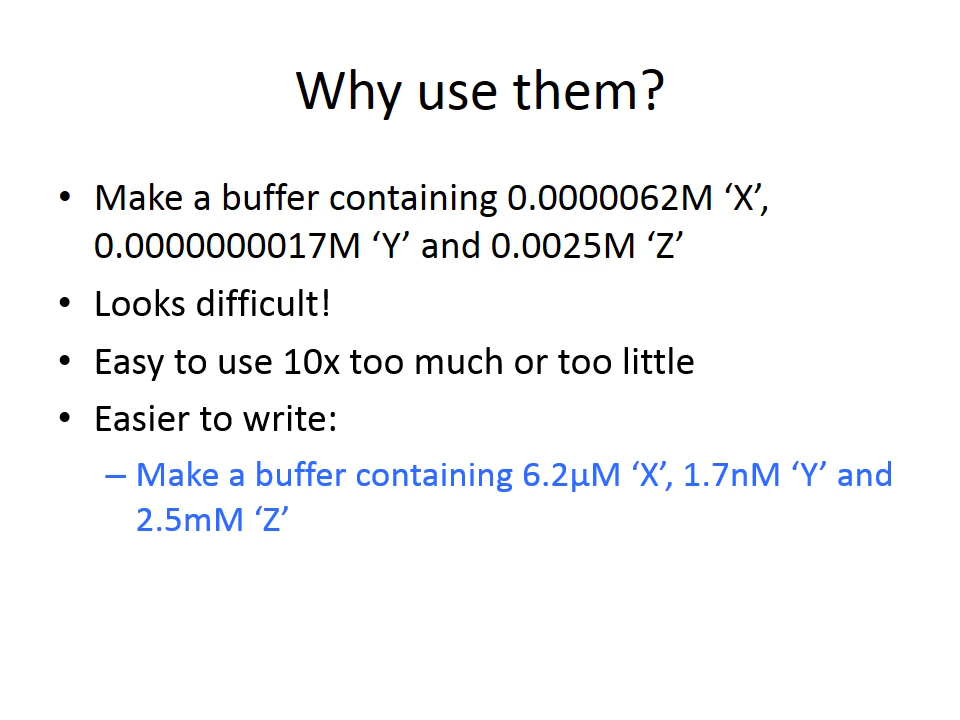 Why use them?
• Make a buffer containing 0.0000062M ‘X’,
0.0000000017M ‘Y’ and 0.0025M ‘Z’
• Looks difficult!
• Easy to use 10x too much or too little
• Easier to write:
– Make a buffer containing 6.2µM ‘X’, 1.7nM ‘Y’ and
2.5mM ‘Z’